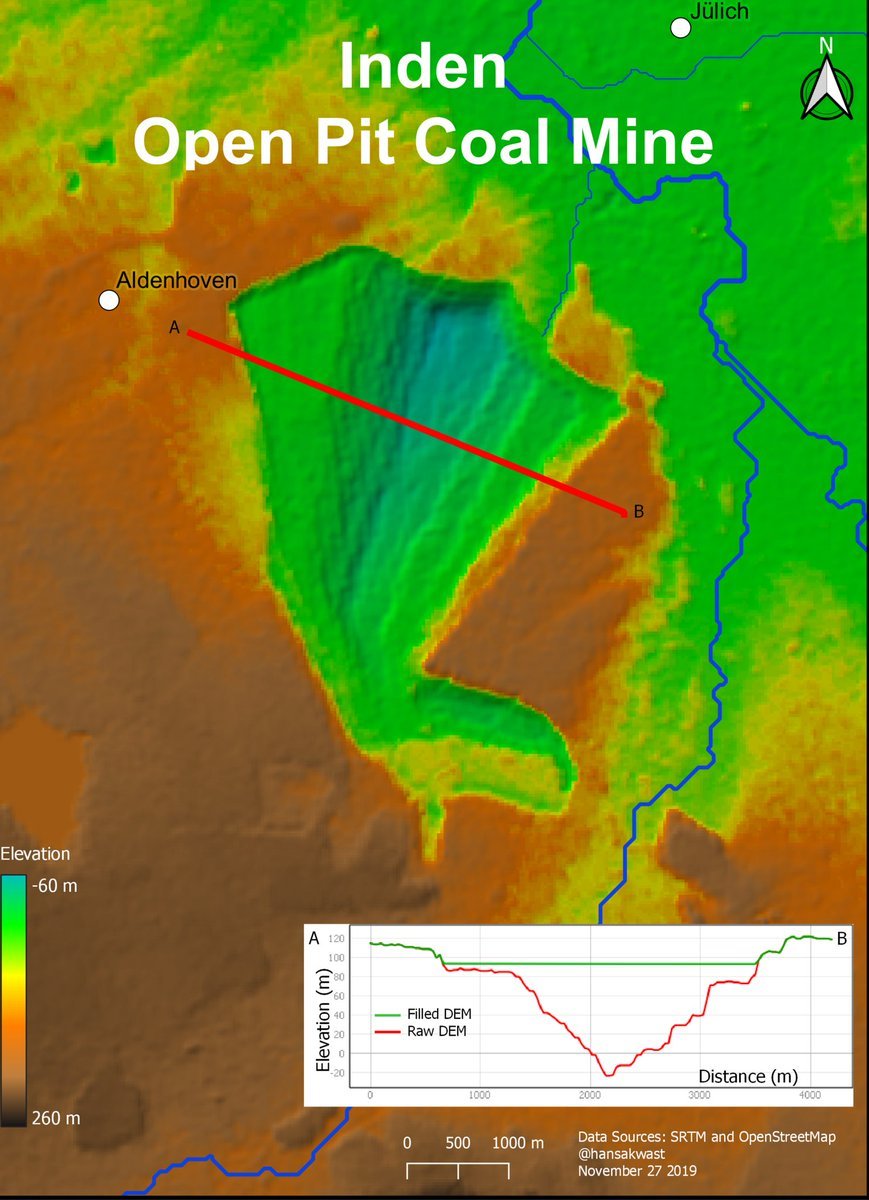 Jülich
Inden
Open Pit Coal Mine
N
Aldenhoven
A
B
Elevation
-60 m
260 m
A
B
120
100
80
60
40
20
0
-20
Elevation (m)
Filled DEM
Raw DEM
Distance (m)
0 1000 2000 3000 4000
0 500 1000 m
Data Sources: SRTM and OpenStreetMap
@hansakwast
November 27 2019